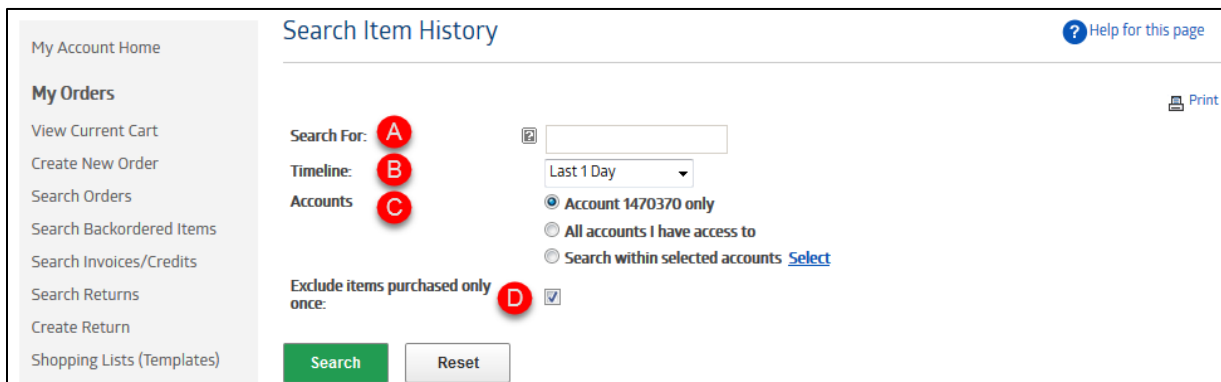 Search Item History
? Help for this page
My Account Home
My Orders
Print
View Current Cart
Search For: A ?
Create New Order
Timeline: B Last 1 Day
Search Orders
Accounts C Account 1470370 only
Search Backordered Items
All accounts I have access to
Search Invoices/Credits
Search within selected accounts Select
Search Returns
Exclude items purchased only
once: D
Create Return
Shopping Lists (Templates)
Search Reset